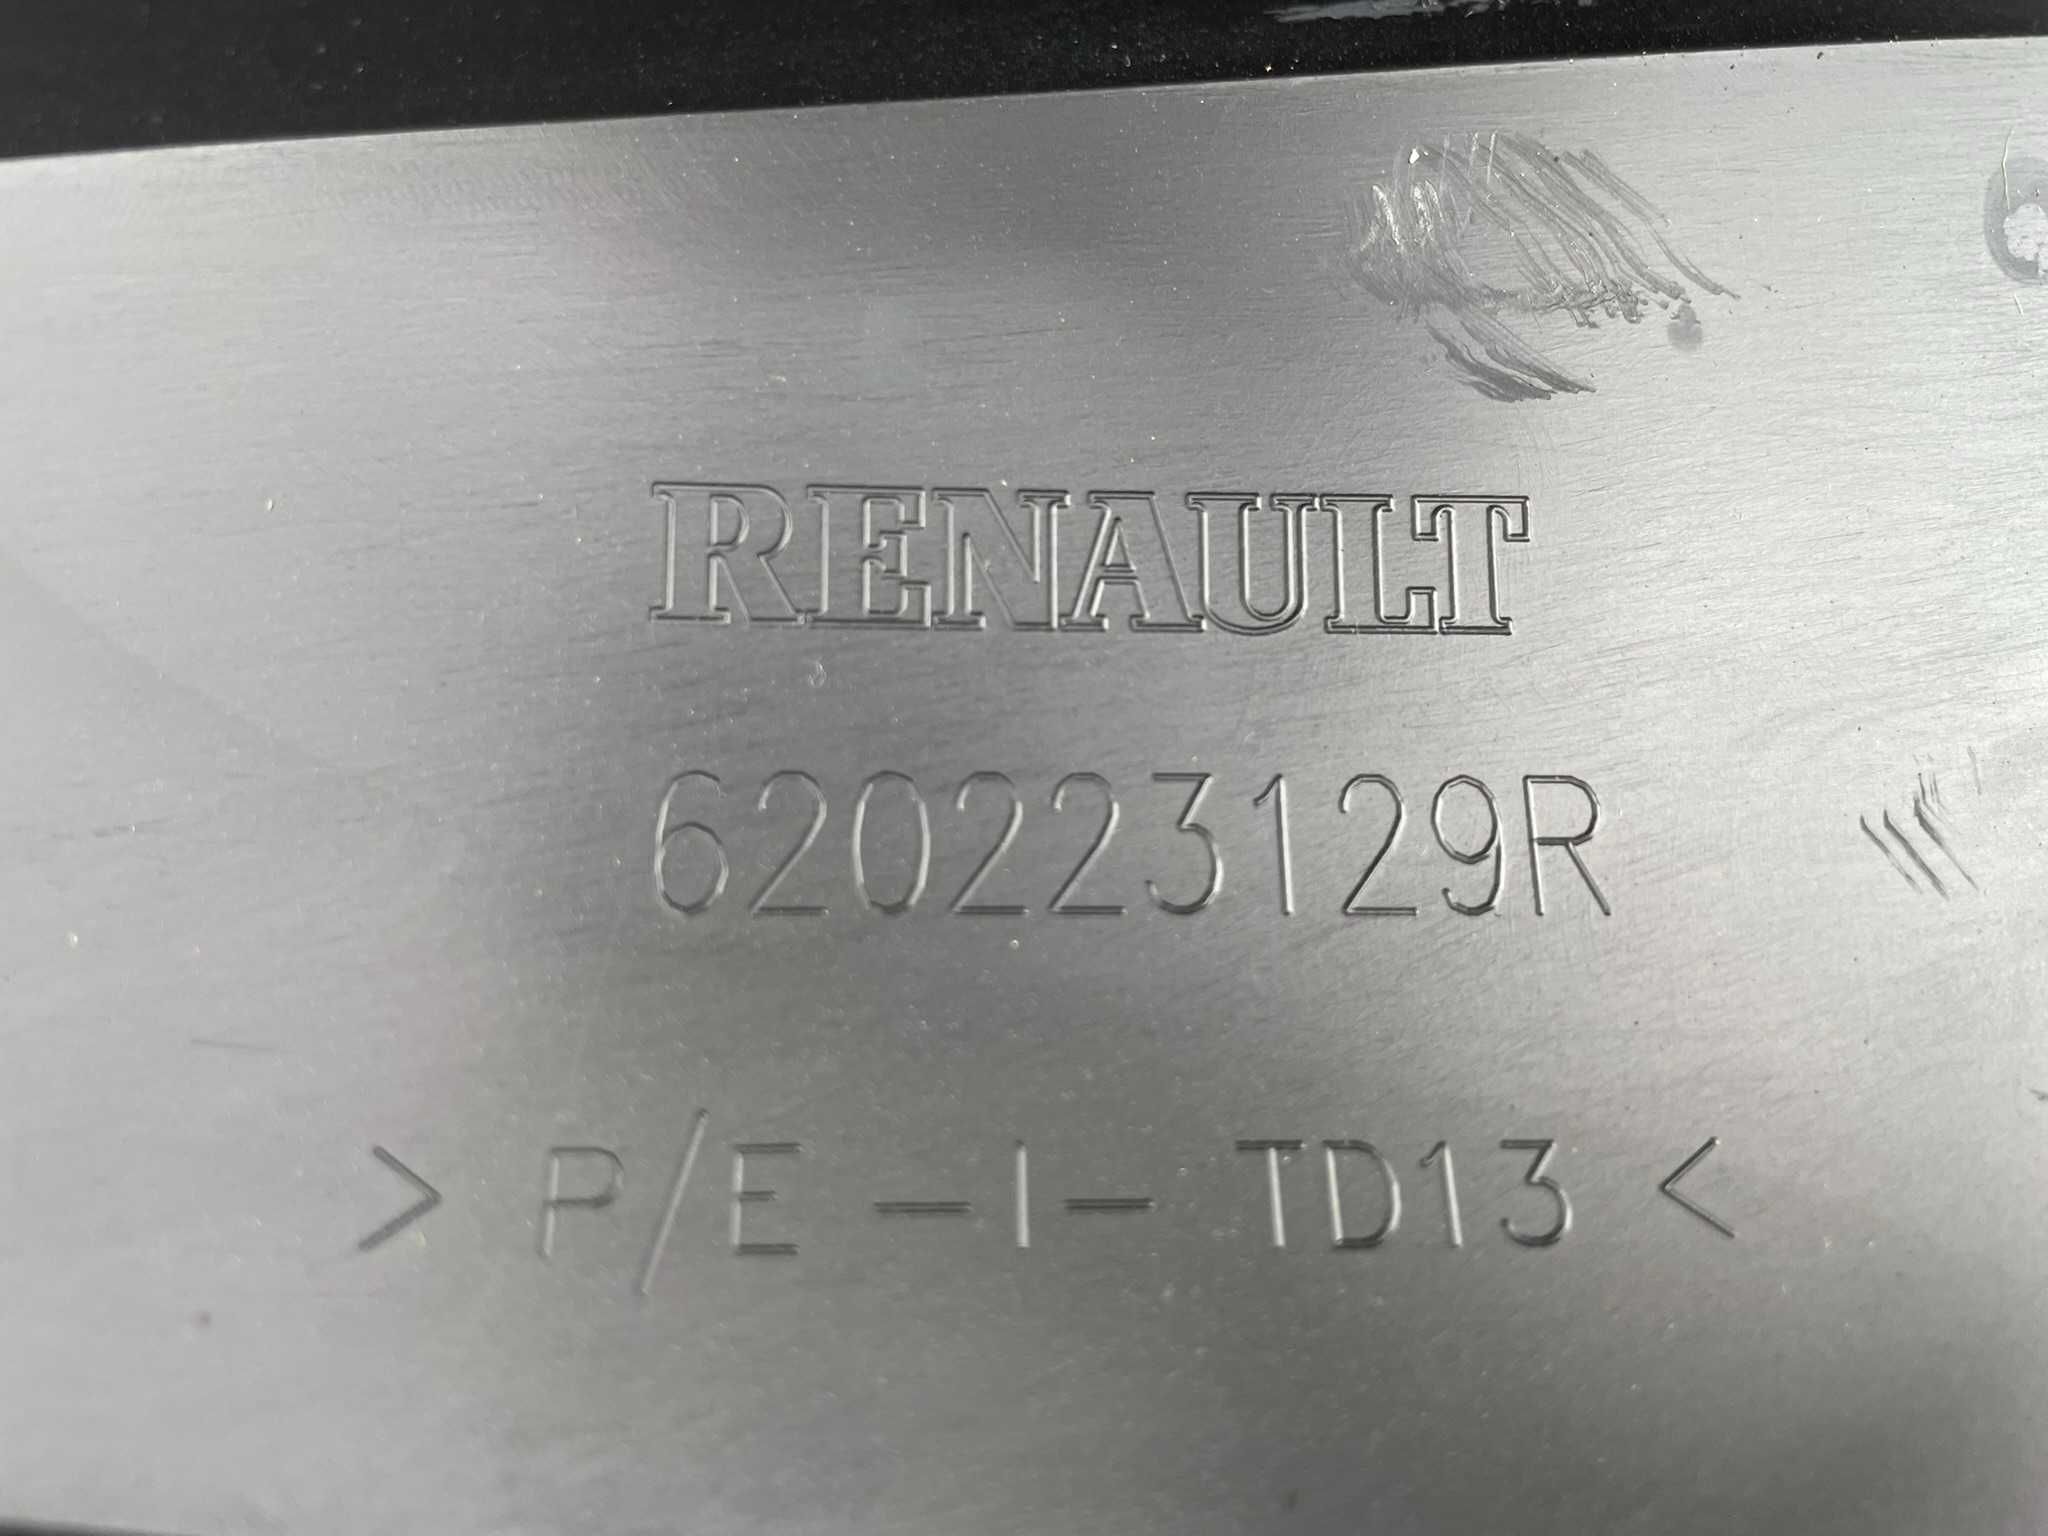 RENAULT
620223129R
> P/E -I- TD13 <